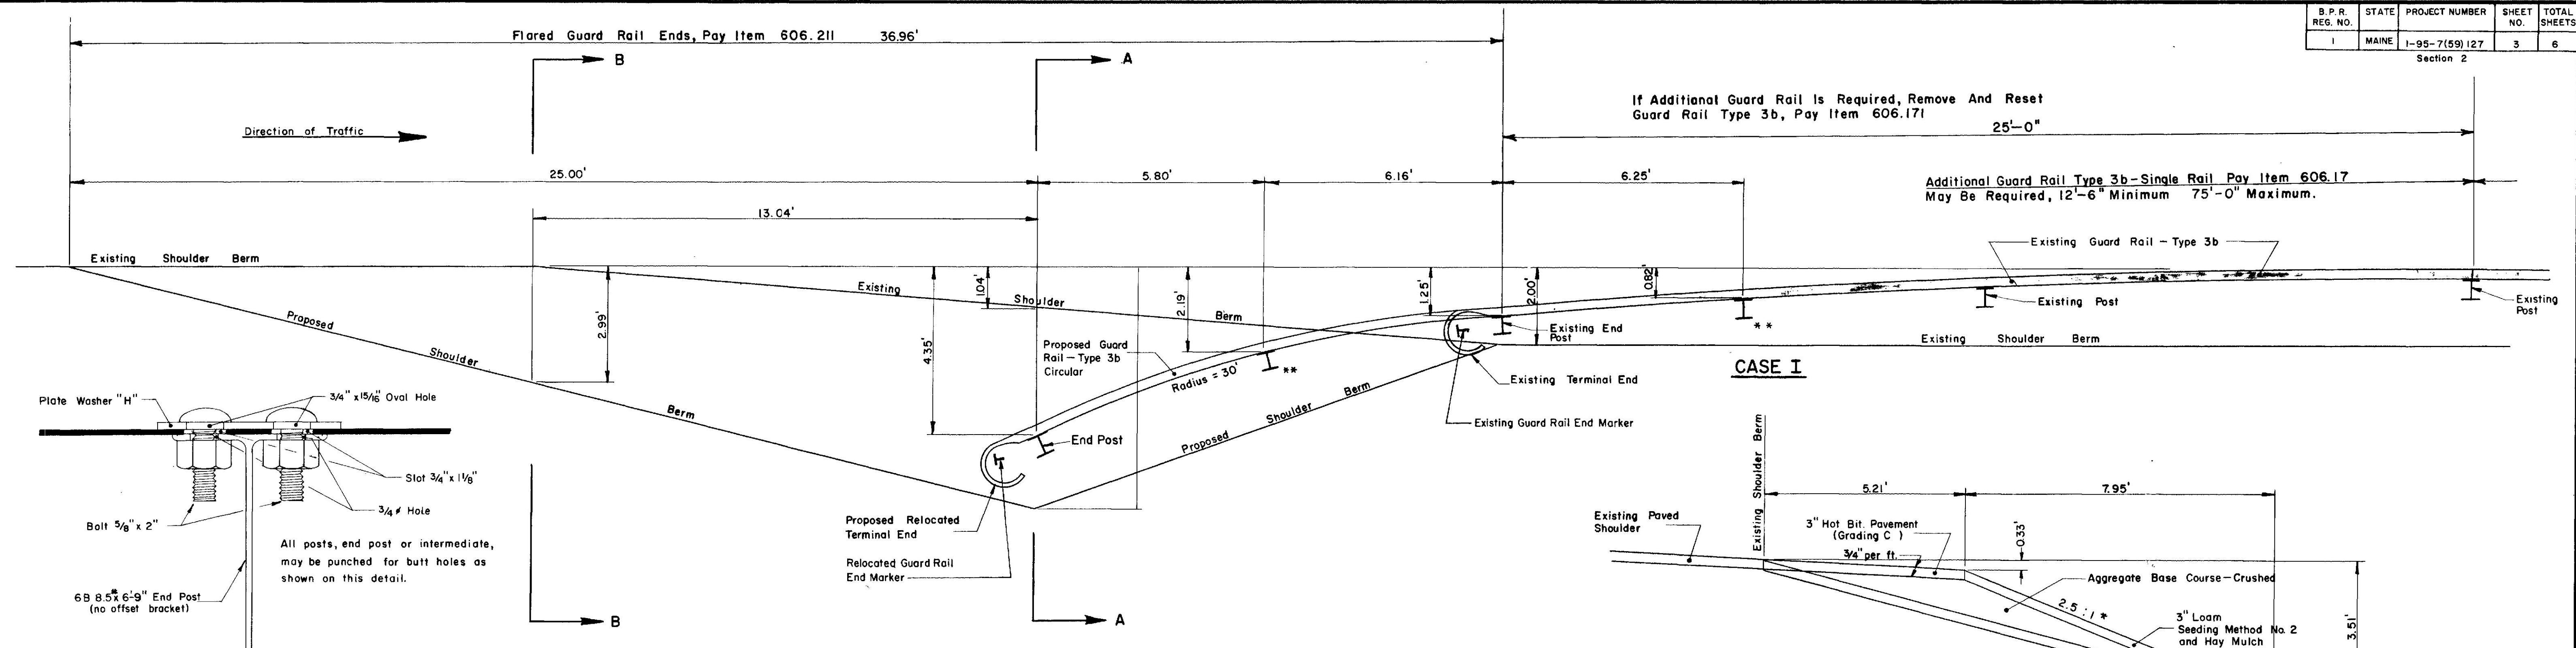 B.P.R. REG. NO.
STATE
PROJECT NUMBER
SHEET NO.
TOTAL SHEETS
1
MAINE
I-95-7(59)127
3
6
Section 2
Flared Guard Rail Ends, Pay Item 606.211 36.96'
B
A
Direction of Traffic
If Additional Guard Rail Is Required, Remove And Reset
Guard Rail Type 3b, Pay Item 606.171
25'-0"
25.00'
5.80'
6.16'
6.25'
Additional Guard Rail Type 3b-Single Rail Pay Item 606.17
May Be Required, 12'-6" Minimum 75'-0" Maximum.
13.04'
Existing Shoulder Berm
Existing Guard Rail - Type 3b
Existing Shoulder Berm
Proposed Shoulder Berm
2.99'
4.35'
1.04'
2.19'
1.25'
2.00'
0.82'
Existing Post
Existing
Post
* *
Existing End
Post
Existing Shoulder Berm
Proposed Guard
Rail - Type 3b
Circular
Radius = 30'
**
CASE I
Existing Terminal End
Existing Guard Rail End Marker
Proposed Shoulder Berm
End Post
Proposed Relocated
Terminal End
Relocated Guard Rail
End Marker
B
A
Plate Washer "H"
3/4" x 15/16" Oval Hole
Slot 3/4" x 1 1/8"
3/4 ø Hole
Bolt 5/8" x 2"
All posts, end post or intermediate,
may be punched for butt holes as
shown on this detail.
6B 8.5# x 6'-9" End Post
(no offset bracket)
Existing Shoulder Berm
5.21'
7.95'
Existing Paved
Shoulder
3" Hot Bit. Pavement
(Grading C )
3/4" per ft.
0.33'
Aggregate Base Course-Crushed
2.5 : 1 *
3" Loam
Seeding Method No. 2
and Hay Mulch
3.51'